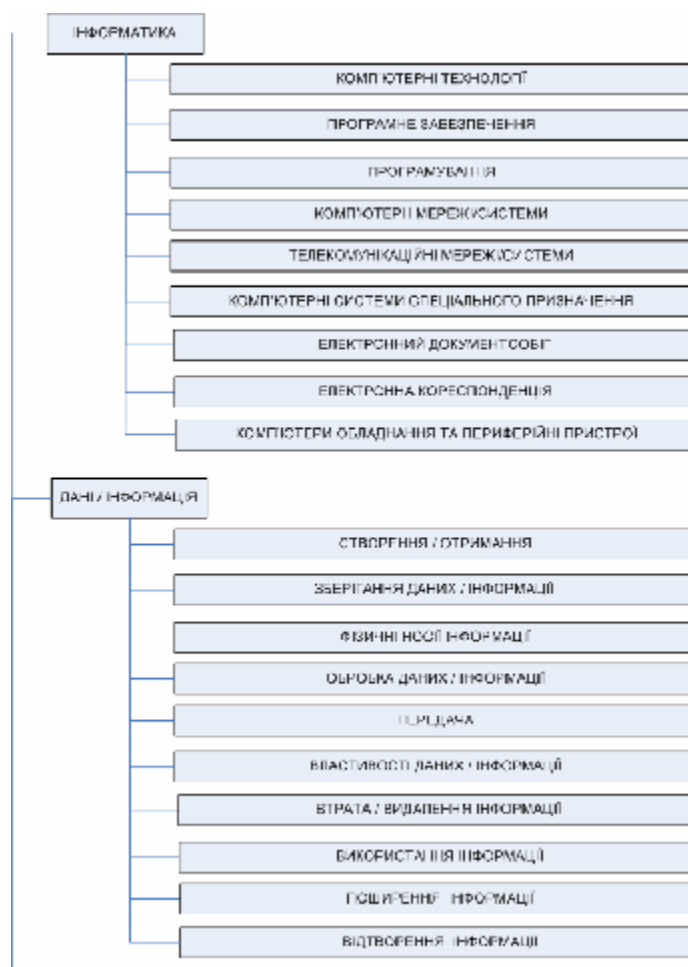 ІНФОРМАТИКА
КОМП'ЮТЕРНІ ТЕХНОЛОГІЇ
ПРОГРАМНЕ ЗАБЕЗПЕЧЕННЯ
ПРОГРАМУВАННЯ
КОМП'ЮТЕРНІ МЕРЕЖІ/СИСТЕМИ
ТЕЛЕКОМУНІКАЦІЙНІ МЕРЕЖІ/СИСТЕМИ
КОМП'ЮТЕРНІ СИСТЕМИ СПЕЦІАЛЬНОГО ПРИЗНАЧЕННЯ
ЕЛЕКТРОННИЙ ДОКУМЕНТООБІГ
ЕЛЕКТРОННА КОРЕСПОНДЕНЦІЯ
КОМП'ЮТЕРИ ОБЛАДНАННЯ ТА ПЕРИФЕРІЙНІ ПРИСТРОЇ
ДАНІ / ІНФОРМАЦІЯ
СТВОРЕННЯ / ОТРИМАННЯ
ЗБЕРІГАННЯ ДАНИХ / ІНФОРМАЦІЇ
ФІЗИЧНІ НОСІЇ ІНФОРМАЦІЇ
ОБРОБКА ДАНИХ / ІНФОРМАЦІЇ
ПЕРЕДАЧА
ВЛАСТИВОСТІ ДАНИХ / ІНФОРМАЦІЇ
ВТРАТА / ВИДАЛЕННЯ ІНФОРМАЦІЇ
ВИКОРИСТАННЯ ІНФОРМАЦІЇ
ПОШИРЕННЯ ІНФОРМАЦІЇ
ВІДТВОРЕННЯ ІНФОРМАЦІЇ